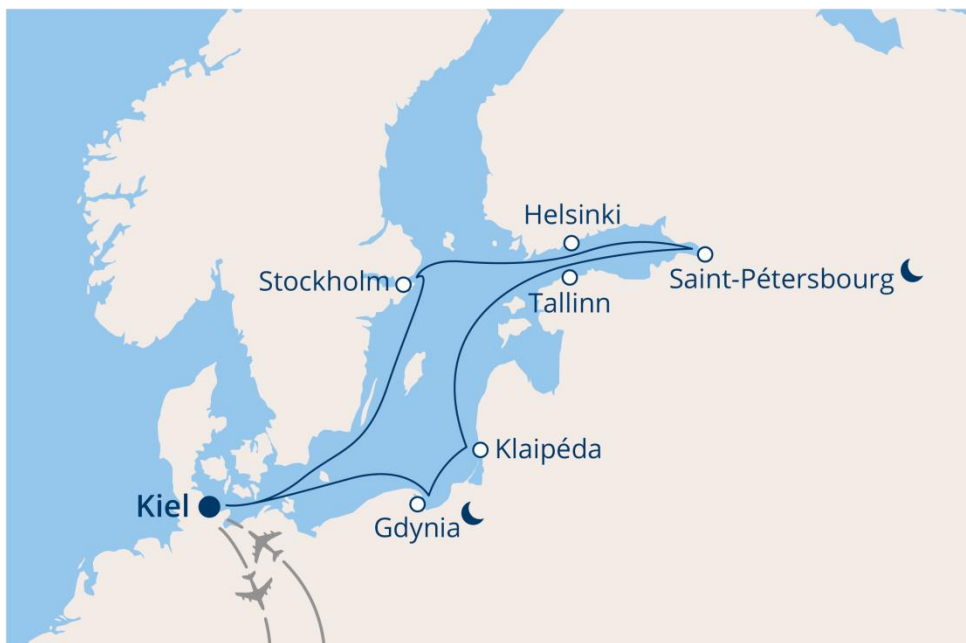 Helsinki
Stockholm
Saint-Pétersbourg
Tallinn
Klaipéda
Kiel
Gdynia